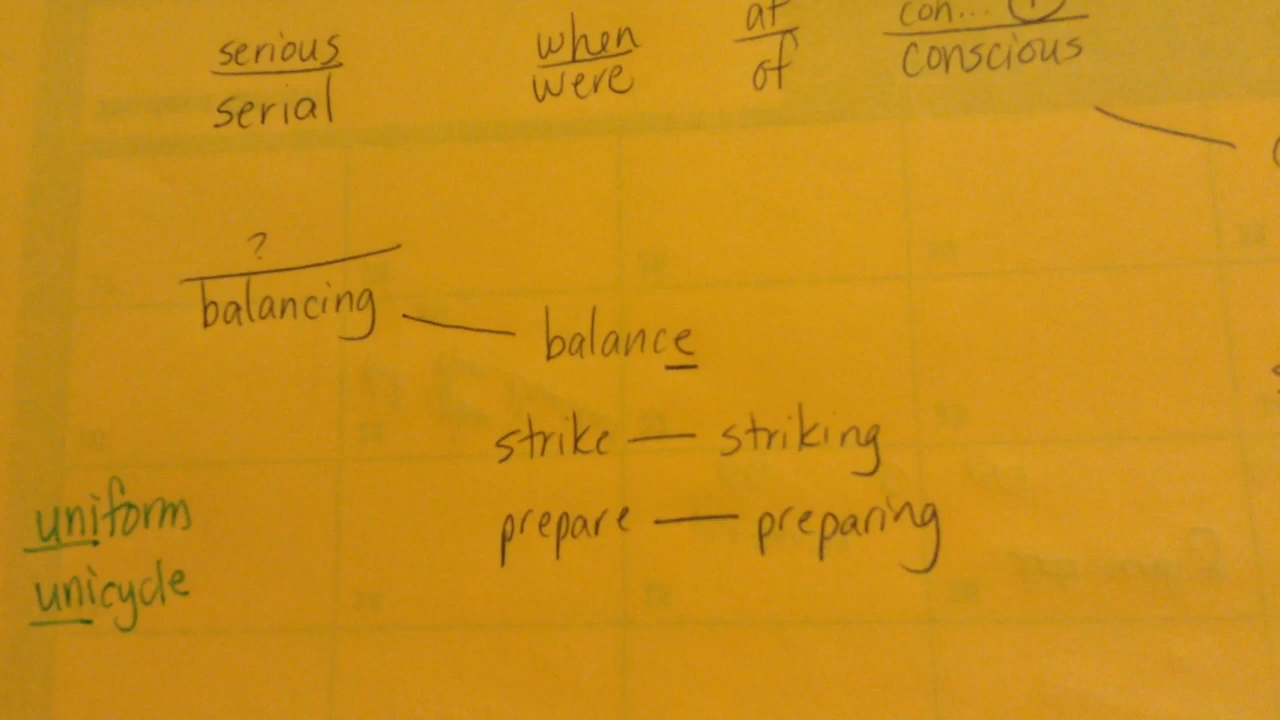 serious when at con...
serial were of conscious
?
balancing — balance
strike — striking
uniform prepare — preparing
unicycle